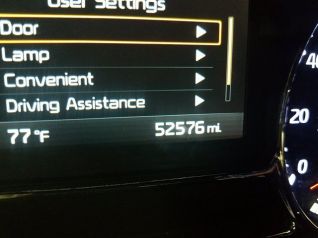 User Settings
Door
Lamp
Convenient
Driving Assistance
77°F 52576 mi.
40
20
0